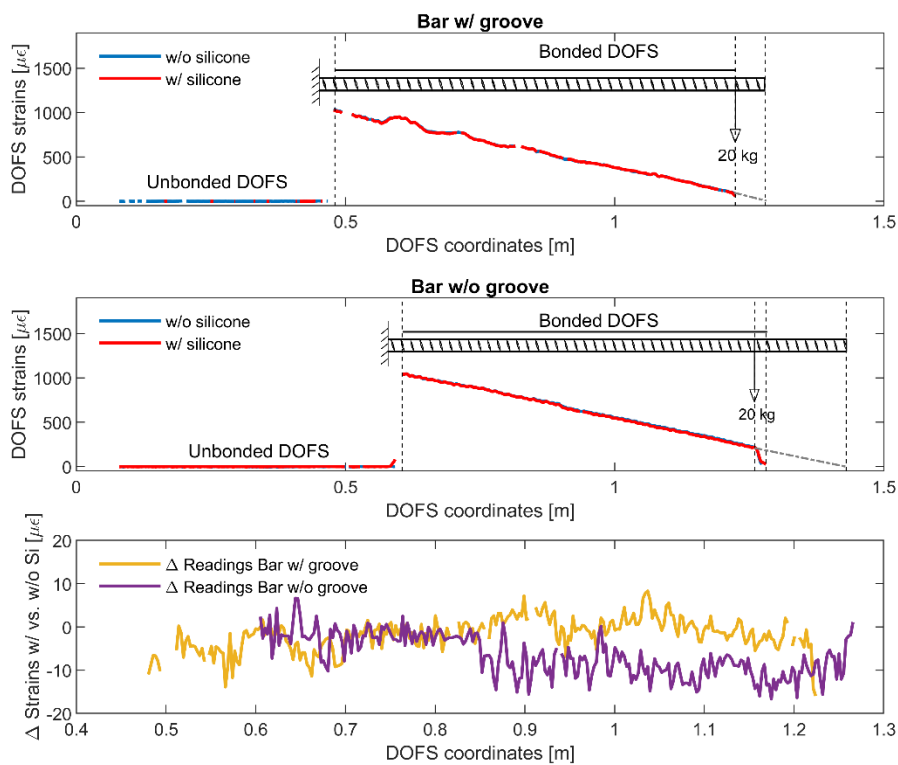 Bar w/ groove
DOFS strains [με]
1500
1000
500
0
w/o silicone
w/ silicone
Bonded DOFS
20 kg
Unbonded DOFS
0
0.5
1
1.5
DOFS coordinates [m]
Bar w/o groove
DOFS strains [με]
1500
1000
500
0
w/o silicone
w/ silicone
Bonded DOFS
20 kg
Unbonded DOFS
0
0.5
1
1.5
DOFS coordinates [m]
Δ Strains w/ vs. w/o Si [με]
20
10
0
-10
-20
Δ Readings Bar w/ groove
Δ Readings Bar w/o groove
0.4
0.5
0.6
0.7
0.8
0.9
1
1.1
1.2
1.3
DOFS coordinates [m]